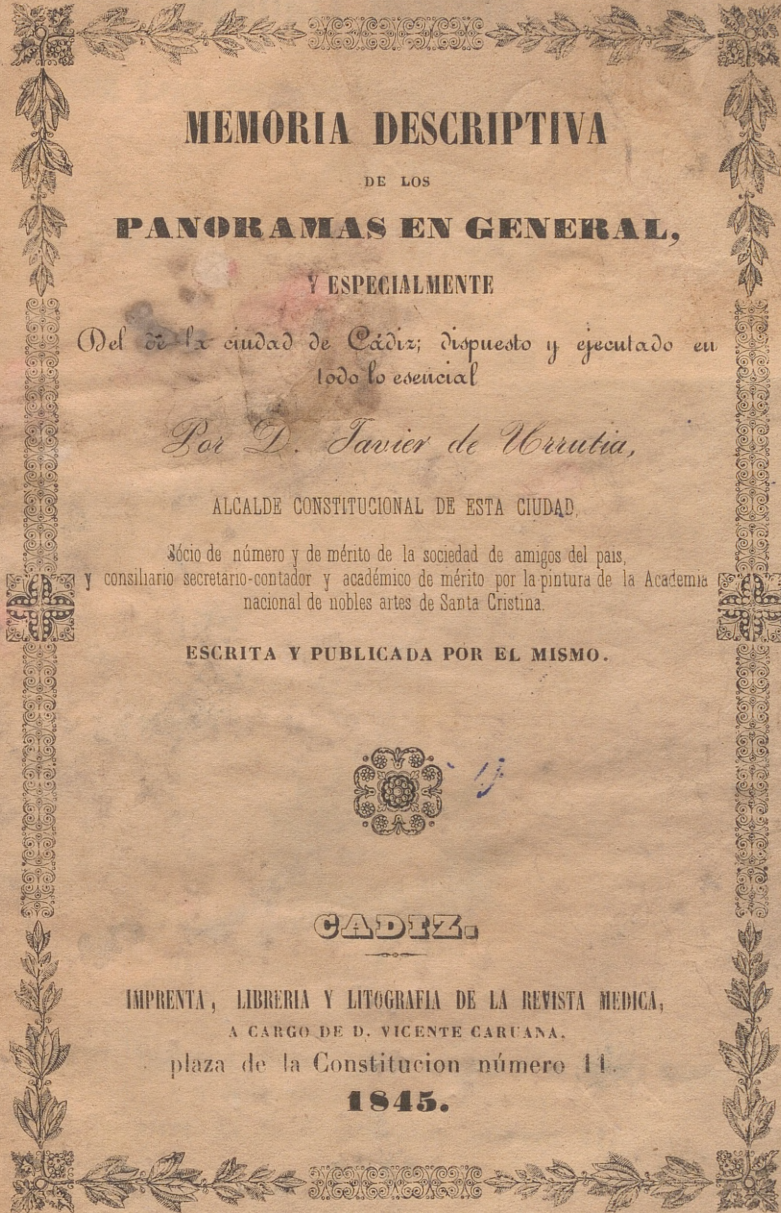 MEMORIA DESCRIPTIVA
DE LOS
PANORAMAS EN GENERAL,
Y ESPECIALMENTE
Del de la ciudad de Cádiz; dispuesto y ejecutado en
todo lo esencial
Por D. Javier de Urrutia,
ALCALDE CONSTITUCIONAL DE ESTA CIUDAD,
Sócio de número y de mérito de la sociedad de amigos del pais,
y consiliario secretario-contador y académico de mérito por la pintura de la Academia
nacional de nobles artes de Santa Cristina.
ESCRITA Y PUBLICADA POR EL MISMO.
CADIZ.
IMPRENTA, LIBRERIA Y LITOGRAFIA DE LA REVISTA MEDICA,
A CARGO DE D. VICENTE CARUANA,
plaza de la Constitucion número 11.
1845.